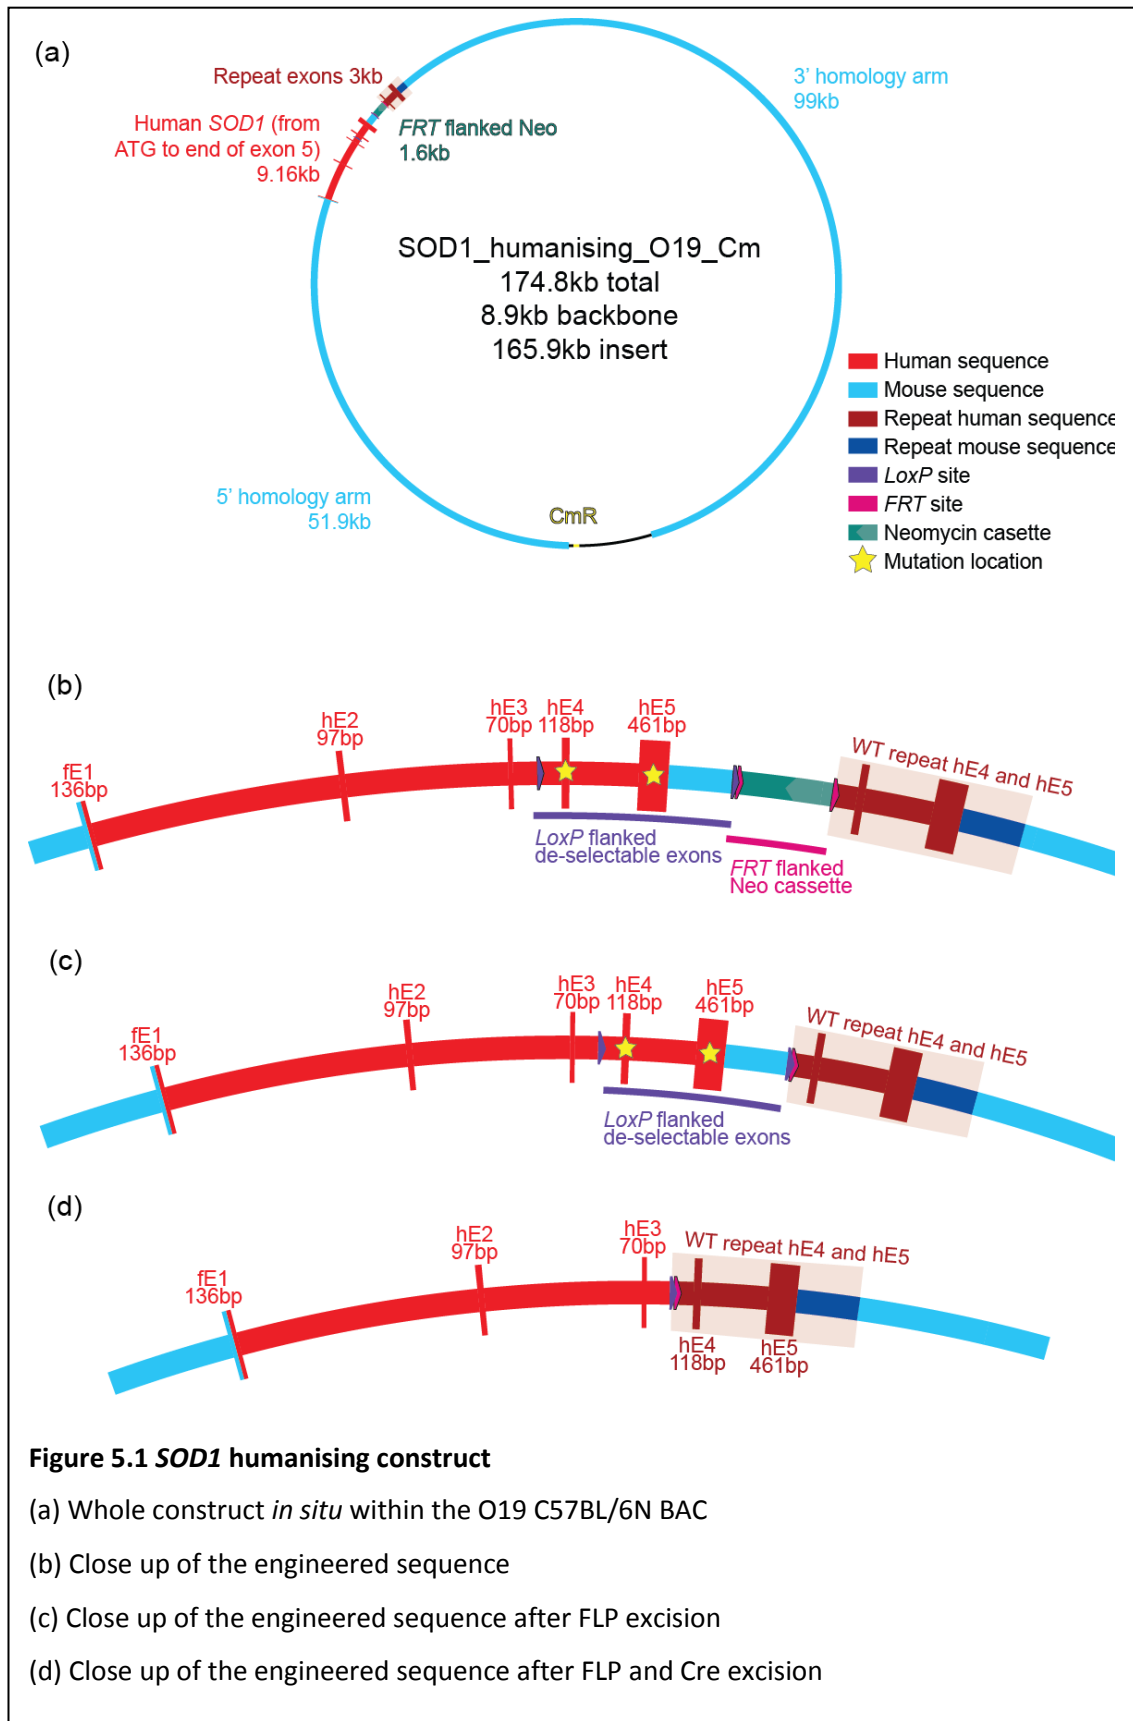 (a)
Repeat exons 3kb
Human SOD1 (from
ATG to end of exon 5)
9.16kb
FRT flanked Neo
1.6kb
3' homology arm
99kb
SOD1_humanising_O19_Cm
174.8kb total
8.9kb backbone
165.9kb insert
Human sequence
Mouse sequence
Repeat human sequence
Repeat mouse sequence
LoxP site
FRT site
Neomycin casette
Mutation location
5' homology arm
51.9kb
CmR
(b)
fE1
136bp
hE2
97bp
hE3
70bp
hE4
118bp
hE5
461bp
WT repeat hE4 and hE5
LoxP flanked
de-selectable exons
FRT flanked
Neo cassette
(c)
fE1
136bp
hE2
97bp
hE3
70bp
hE4
118bp
hE5
461bp
WT repeat hE4 and hE5
LoxP flanked
de-selectable exons
(d)
fE1
136bp
hE2
97bp
hE3
70bp
WT repeat hE4 and hE5
hE4
118bp
hE5
461bp
Figure 5.1 SOD1 humanising construct
(a) Whole construct in situ within the O19 C57BL/6N BAC
(b) Close up of the engineered sequence
(c) Close up of the engineered sequence after FLP excision
(d) Close up of the engineered sequence after FLP and Cre excision